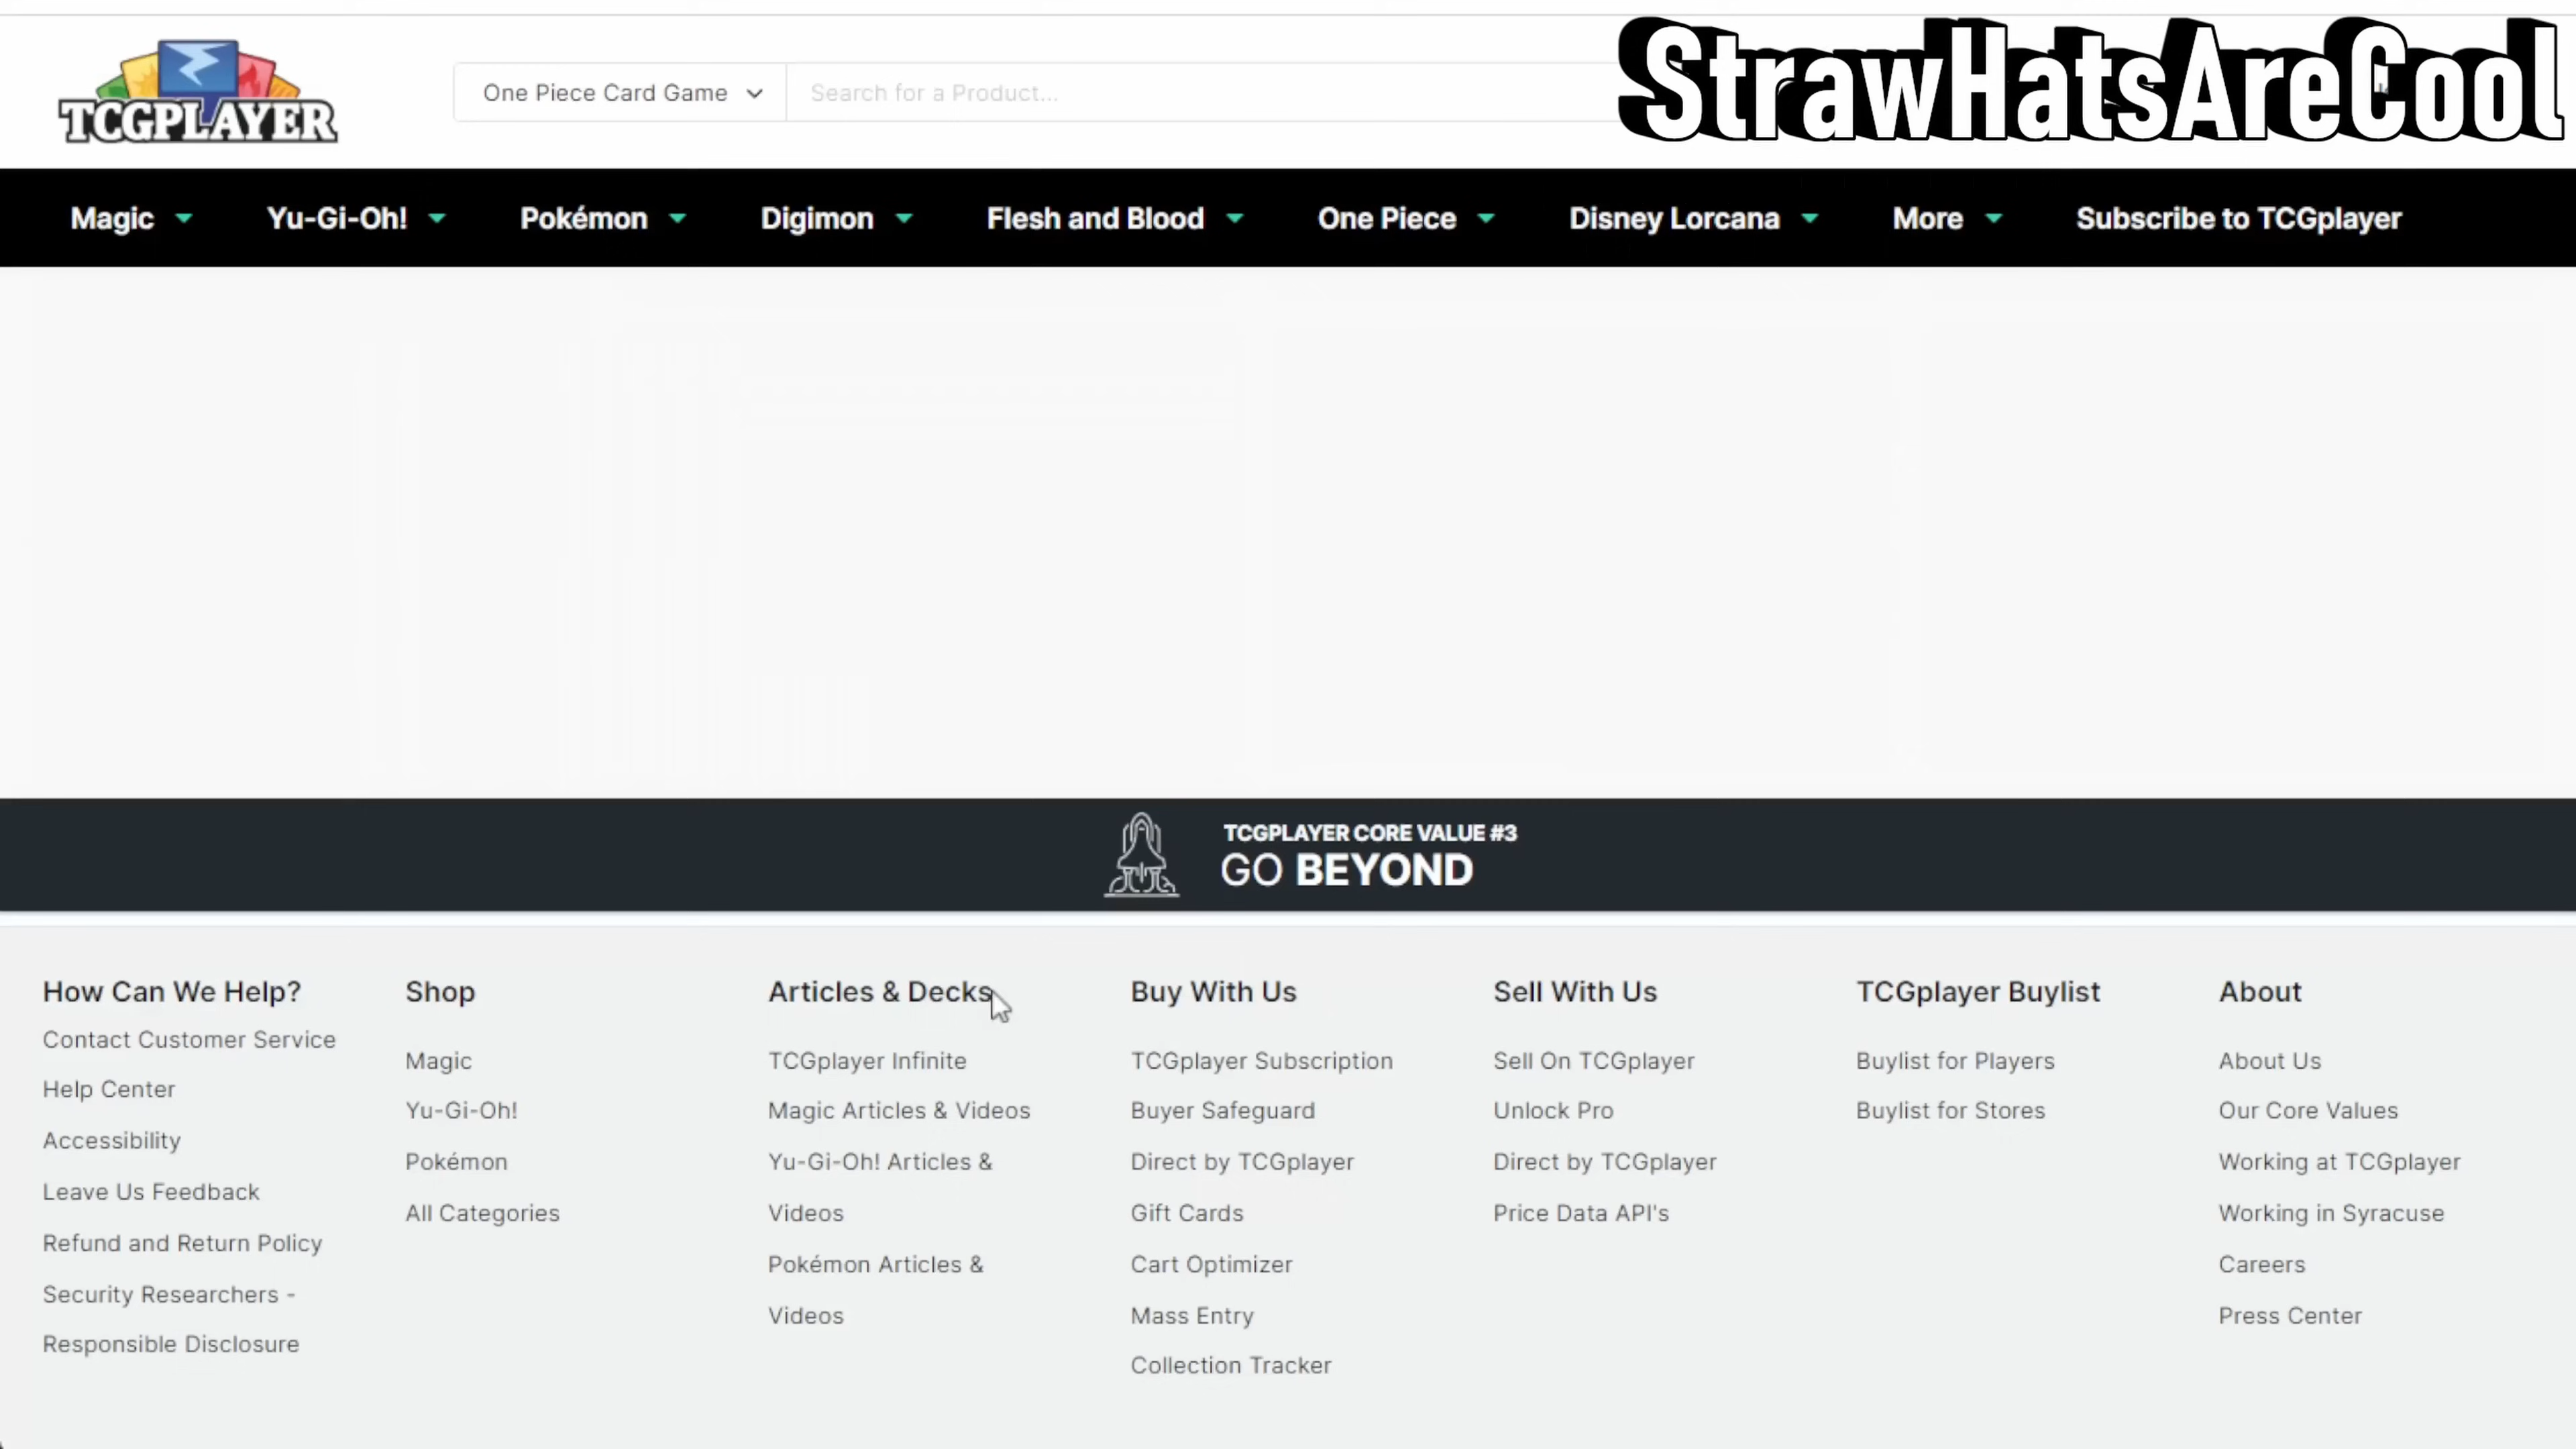 TCGPLAYER
One Piece Card Game
Search for a Product...
StrawHatsAreCool
Magic
Yu-Gi-Oh!
Pokémon
Digimon
Flesh and Blood
One Piece
Disney Lorcana
More
Subscribe to TCGplayer
TCGPLAYER CORE VALUE #3
GO BEYOND
How Can We Help?
Contact Customer Service
Help Center
Accessibility
Leave Us Feedback
Refund and Return Policy
Security Researchers -
Responsible Disclosure
Shop
Magic
Yu-Gi-Oh!
Pokémon
All Categories
Articles & Decks
TCGplayer Infinite
Magic Articles & Videos
Yu-Gi-Oh! Articles &
Videos
Pokémon Articles &
Videos
Buy With Us
TCGplayer Subscription
Buyer Safeguard
Direct by TCGplayer
Gift Cards
Cart Optimizer
Mass Entry
Collection Tracker
Sell With Us
Sell On TCGplayer
Unlock Pro
Direct by TCGplayer
Price Data API's
TCGplayer Buylist
Buylist for Players
Buylist for Stores
About
About Us
Our Core Values
Working at TCGplayer
Working in Syracuse
Careers
Press Center